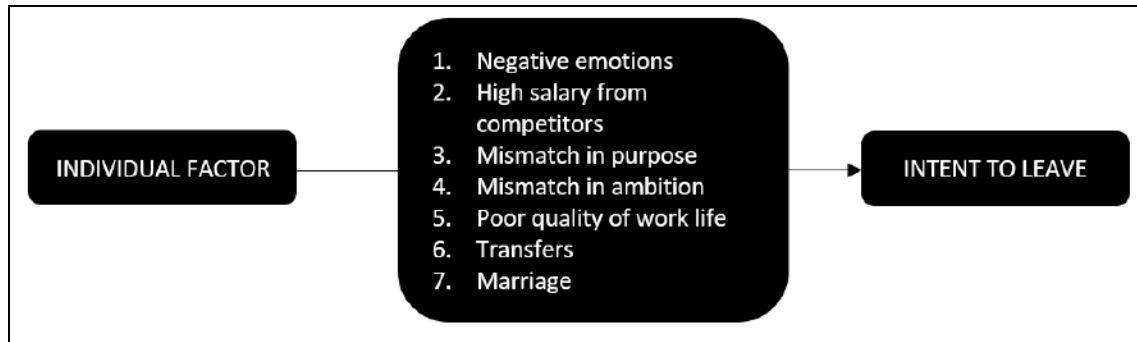 INDIVIDUAL FACTOR
1. Negative emotions
2. High salary from
competitors
3. Mismatch in purpose
4. Mismatch in ambition
5. Poor quality of work life
6. Transfers
7. Marriage
INTENT TO LEAVE